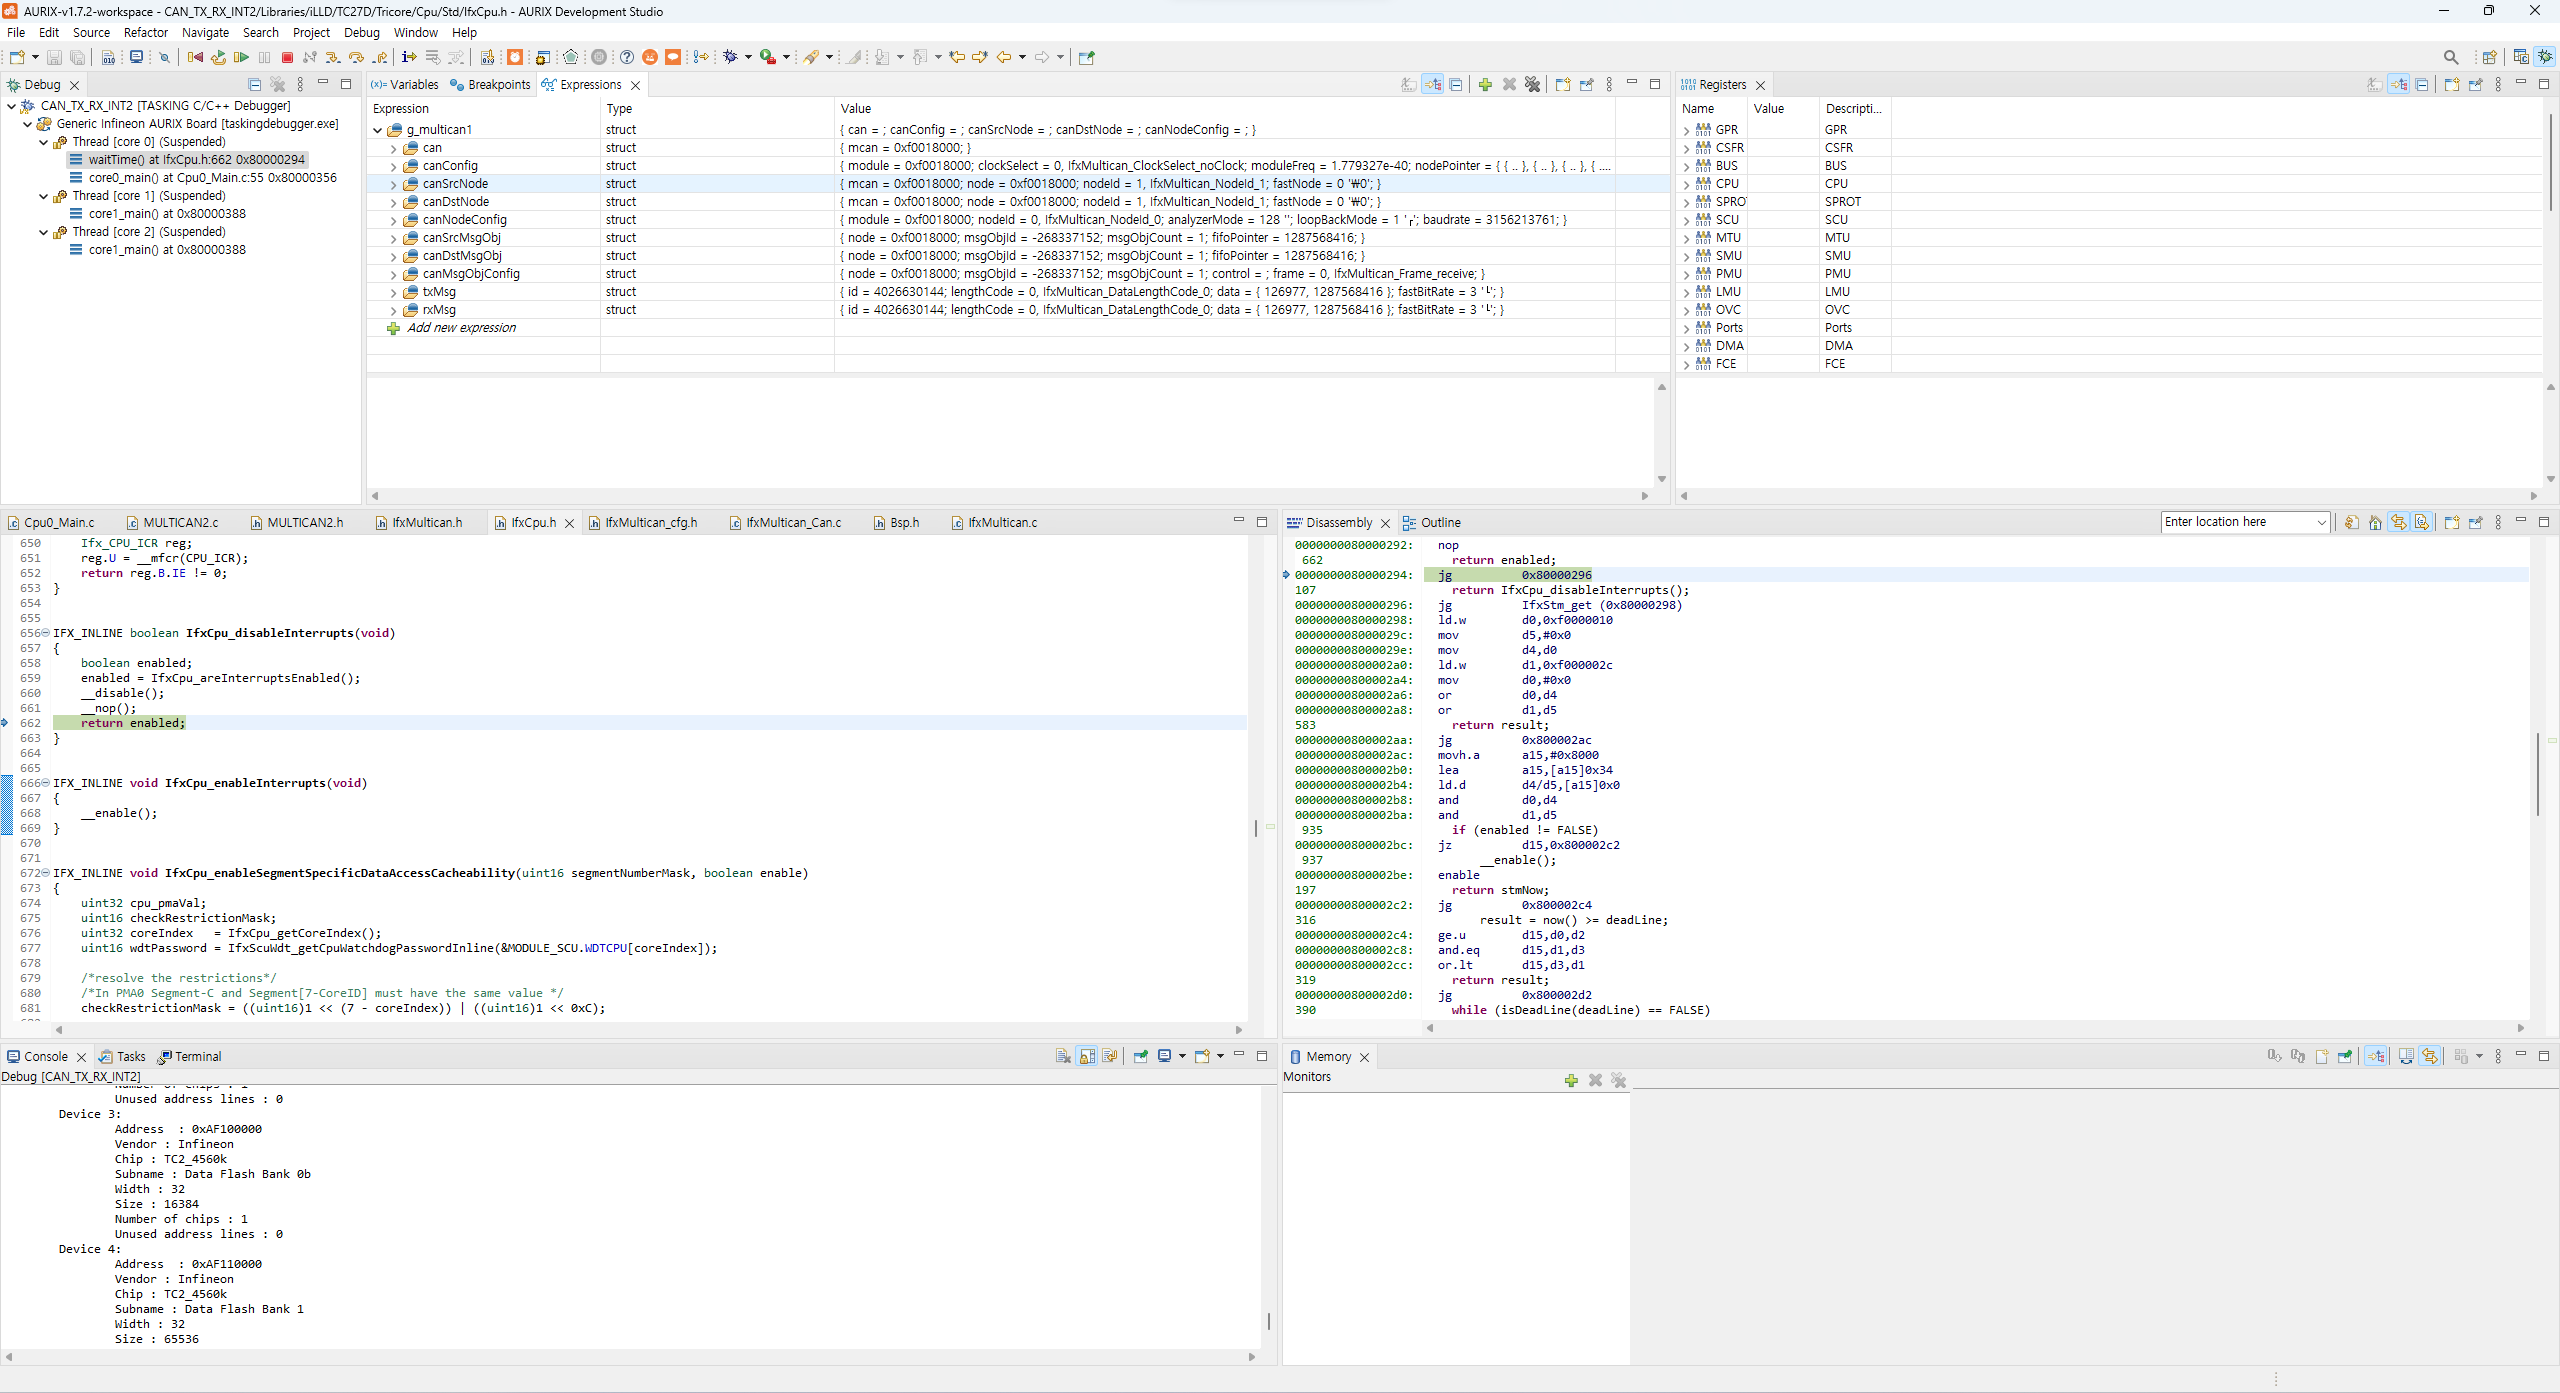 AURIX-v1.7.2-workspace - CAN_TX_RX_INT2/Libraries/iLLD/TC27D/Tricore/Cpu/Std/IfxCpu.h - AURIX Development Studio
File Edit Source Refactor Navigate Search Project Debug Window Help
Debug
CAN_TX_RX_INT2 [TASKING C/C++ Debugger]
Generic Infineon AURIX Board [taskingdebugger.exe]
Thread [core 0] (Suspended)
waitTime() at IfxCpu.h:662 0x80000294
core0_main() at Cpu0_Main.c:55 0x80000356
Thread [core 1] (Suspended)
core1_main() at 0x80000388
Thread [core 2] (Suspended)
core1_main() at 0x80000388
(x)= Variables Breakpoints Expressions
Expression Type Value
g_multican1 struct { can = ; canConfig = ; canSrcNode = ; canDstNode = ; canNodeConfig = ; }
can struct { mcan = 0xf0018000; }
canConfig struct { module = 0xf0018000; clockSelect = 0, IfxMultican_ClockSelect_noClock; moduleFreq = 1.779327e-40; nodePointer = { { .. }, { .. }, { .. }, { ....
canSrcNode struct { mcan = 0xf0018000; node = 0xf0018000; nodeId = 1, IfxMultican_NodeId_1; fastNode = 0 '₩0'; }
canDstNode struct { mcan = 0xf0018000; node = 0xf0018000; nodeId = 1, IfxMultican_NodeId_1; fastNode = 0 '₩0'; }
canNodeConfig struct { module = 0xf0018000; nodeId = 0, IfxMultican_NodeId_0; analyzerMode = 128 ''; loopBackMode = 1 '┌'; baudrate = 3156213761; }
canSrcMsgObj struct { node = 0xf0018000; msgObjId = -268337152; msgObjCount = 1; fifoPointer = 1287568416; }
canDstMsgObj struct { node = 0xf0018000; msgObjId = -268337152; msgObjCount = 1; fifoPointer = 1287568416; }
canMsgObjConfig struct { node = 0xf0018000; msgObjId = -268337152; msgObjCount = 1; control = ; frame = 0, IfxMultican_Frame_receive; }
txMsg struct { id = 4026630144; lengthCode = 0, IfxMultican_DataLengthCode_0; data = { 126977, 1287568416 }; fastBitRate = 3 '└'; }
rxMsg struct { id = 4026630144; lengthCode = 0, IfxMultican_DataLengthCode_0; data = { 126977, 1287568416 }; fastBitRate = 3 '└'; }
Add new expression
Registers
Name Value Descripti...
GPR GPR
CSFR CSFR
BUS BUS
CPU CPU
SPRO SPROT
SCU SCU
MTU MTU
SMU SMU
PMU PMU
LMU LMU
OVC OVC
Ports Ports
DMA DMA
FCE FCE
Cpu0_Main.c MULTICAN2.c MULTICAN2.h IfxMultican.h IfxCpu.h IfxMultican_cfg.h IfxMultican_Can.c Bsp.h IfxMultican.c
650 Ifx_CPU_ICR reg;
651 reg.U = __mfcr(CPU_ICR);
652 return reg.B.IE != 0;
653 }
654
655
656 IFX_INLINE boolean IfxCpu_disableInterrupts(void)
657 {
658 boolean enabled;
659 enabled = IfxCpu_areInterruptsEnabled();
660 __disable();
661 __nop();
662 return enabled;
663 }
664
665
666 IFX_INLINE void IfxCpu_enableInterrupts(void)
667 {
668 __enable();
669 }
670
671
672 IFX_INLINE void IfxCpu_enableSegmentSpecificDataAccessCacheability(uint16 segmentNumberMask, boolean enable)
673 {
674 uint32 cpu_pmaVal;
675 uint16 checkRestrictionMask;
676 uint32 coreIndex = IfxCpu_getCoreIndex();
677 uint16 wdtPassword = IfxScuWdt_getCpuWatchdogPasswordInline(&MODULE_SCU.WDTCPU[coreIndex]);
678
679 /*resolve the restrictions*/
680 /*In PMA0 Segment-C and Segment[7-CoreID] must have the same value */
681 checkRestrictionMask = ((uint16)1 << (7 - coreIndex)) | ((uint16)1 << 0xC);
Disassembly Outline
Enter location here
0000000080000292: nop
662 return enabled;
0000000080000294: jg 0x80000296
107 return IfxCpu_disableInterrupts();
0000000080000296: jg IfxStm_get (0x80000298)
0000000080000298: ld.w d0,0xf0000010
000000008000029c: mov d5,#0x0
000000008000029e: mov d4,d0
00000000800002a0: ld.w d1,0xf000002c
00000000800002a4: mov d0,#0x0
00000000800002a6: or d0,d4
00000000800002a8: or d1,d5
583 return result;
00000000800002aa: jg 0x800002ac
00000000800002ac: movh.a a15,#0x8000
00000000800002b0: lea a15,[a15]0x34
00000000800002b4: ld.d d4/d5,[a15]0x0
00000000800002b8: and d0,d4
00000000800002ba: and d1,d5
935 if (enabled != FALSE)
00000000800002bc: jz d15,0x800002c2
937 __enable();
00000000800002be: enable
197 return stmNow;
00000000800002c2: jg 0x800002c4
316 result = now() >= deadLine;
00000000800002c4: ge.u d15,d0,d2
00000000800002c8: and.eq d15,d1,d3
00000000800002cc: or.lt d15,d3,d1
319 return result;
00000000800002d0: jg 0x800002d2
390 while (isDeadLine(deadLine) == FALSE)
Console Tasks Terminal
Debug [CAN_TX_RX_INT2]
Number of chips : 1
Unused address lines : 0
Device 3:
Address : 0xAF100000
Vendor : Infineon
Chip : TC2_4560k
Subname : Data Flash Bank 0b
Width : 32
Size : 16384
Number of chips : 1
Unused address lines : 0
Device 4:
Address : 0xAF110000
Vendor : Infineon
Chip : TC2_4560k
Subname : Data Flash Bank 1
Width : 32
Size : 65536
Memory
Monitors